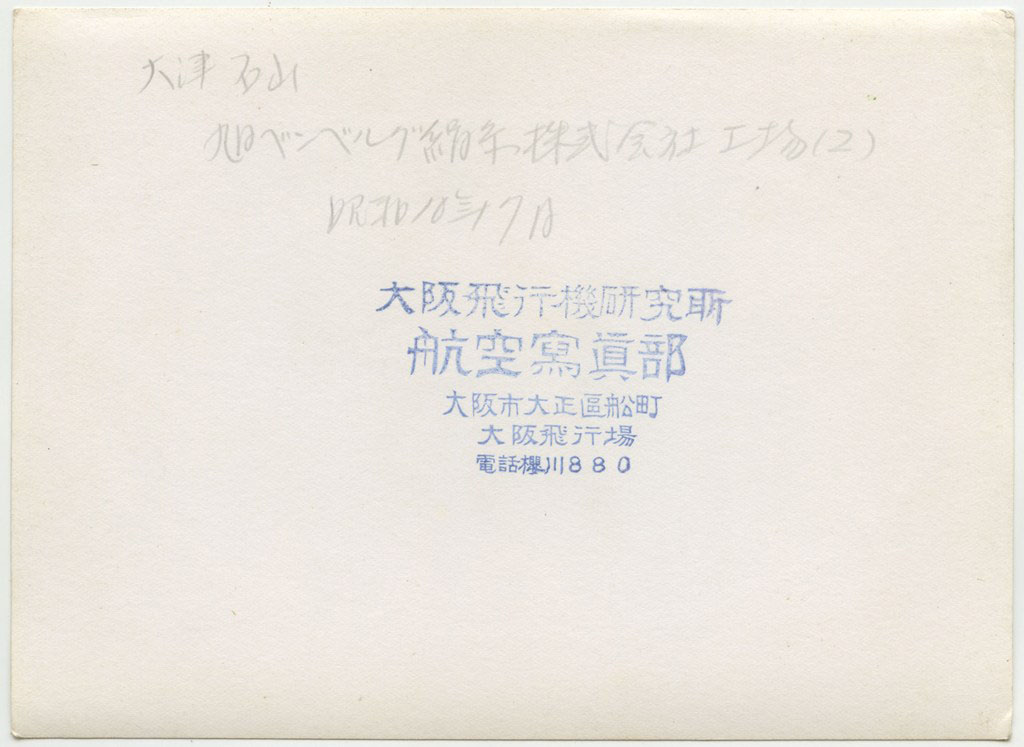 大津 石山
旭ベンベルグ絹糸株式会社 工場(2)
昭和10年7月
大阪飛行機研究所
航空寫眞部
大阪市大正區船町
大阪飛行場
電話櫻川880